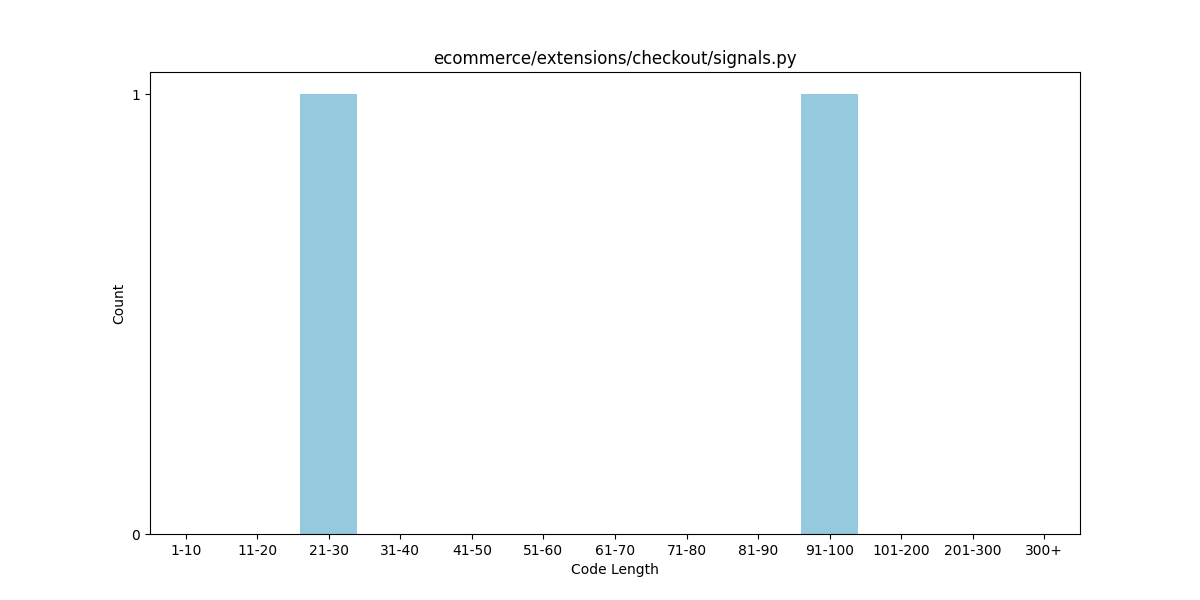 ecommerce/extensions/checkout/signals.py
1
Count
0
1-10 11-20 21-30 31-40 41-50 51-60 61-70 71-80 81-90 91-100 101-200 201-300 300+
Code Length